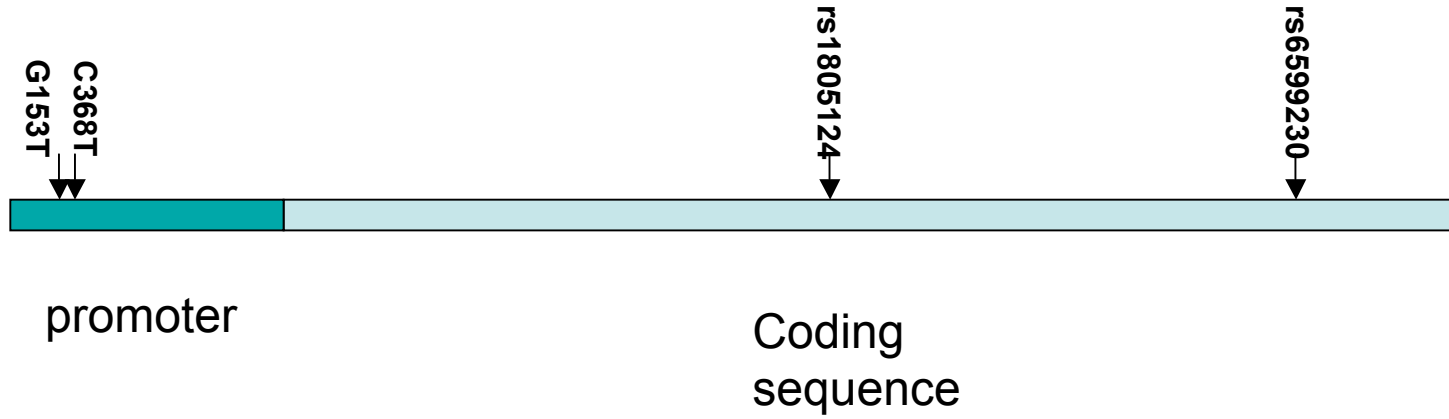 G153T
C368T
rs1805124
rs6599230
promoter
Coding
sequence